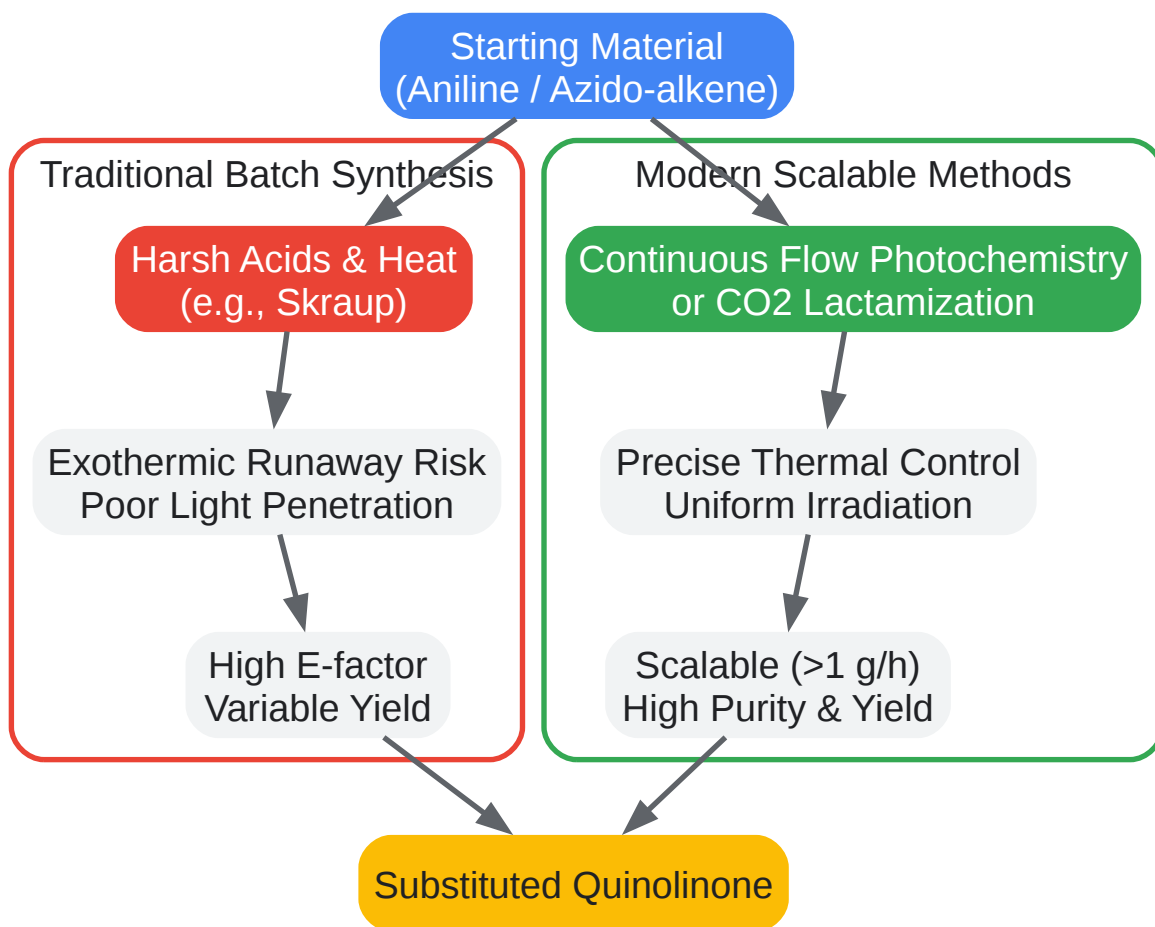 Starting Material
(Aniline / Azido-alkene)
Traditional Batch Synthesis
Harsh Acids & Heat
(e.g., Skraup)
Exothermic Runaway Risk
Poor Light Penetration
High E-factor
Variable Yield
Modern Scalable Methods
Continuous Flow Photochemistry
or CO2 Lactamization
Precise Thermal Control
Uniform Irradiation
Scalable (>1 g/h)
High Purity & Yield
Substituted Quinolinone